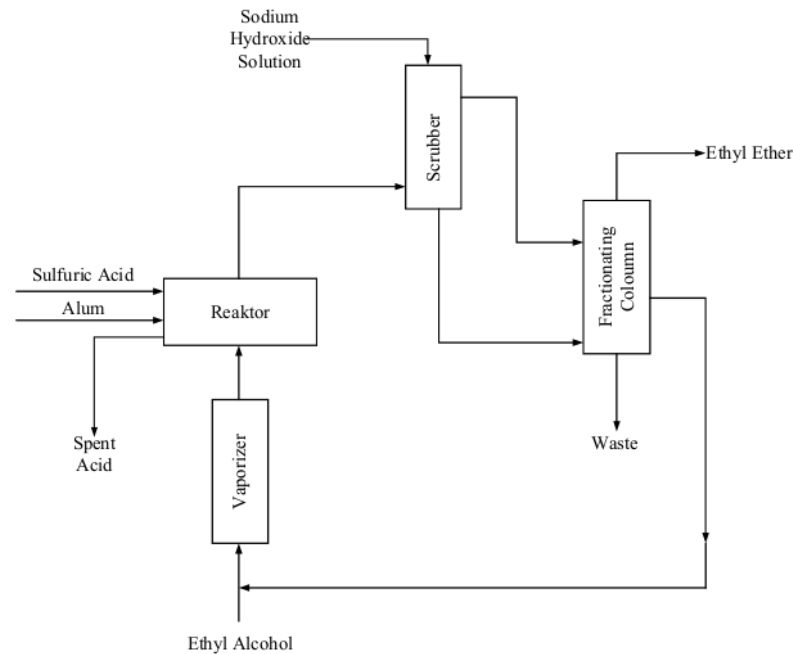 Sodium
Hydroxide
Solution
Scrubber
Ethyl Ether
Fractionating
Coloumn
Sulfuric Acid
Alum
Reaktor
Spent
Acid
Vaporizer
Waste
Ethyl Alcohol